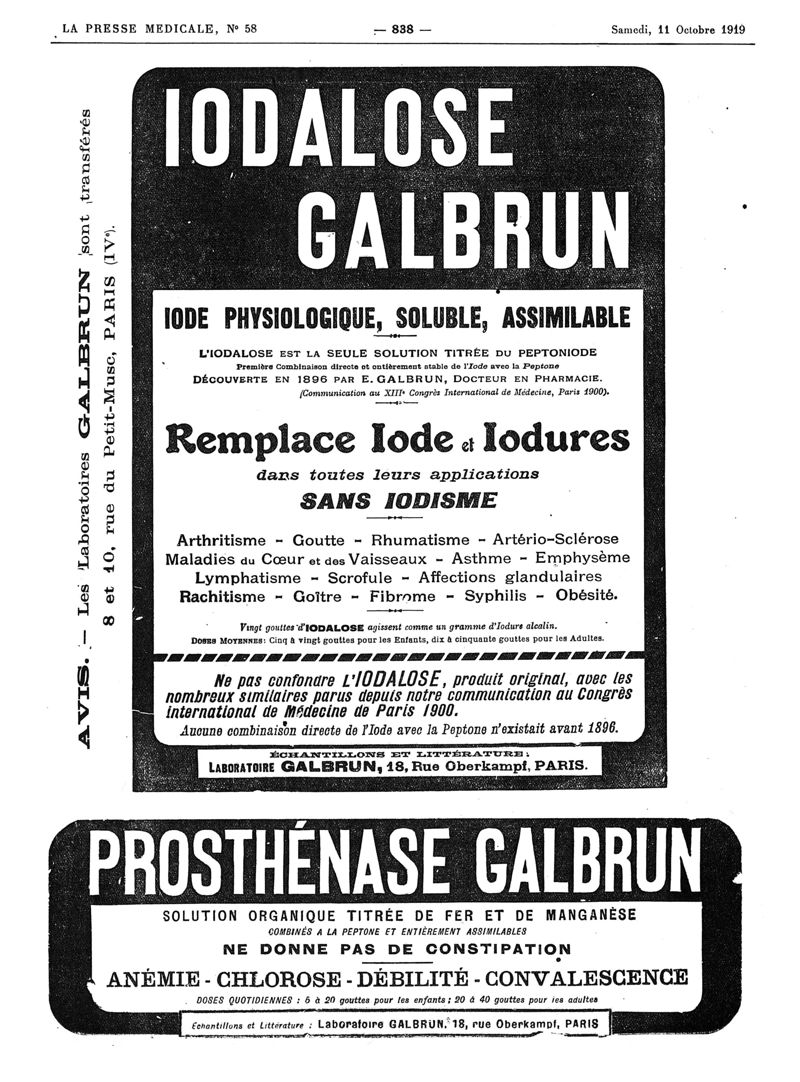 LA PRESSE MEDICALE, N° 58
— 838 —
Samedi, 11 Octobre 1919
AVIS. — Les Laboratoires GALBRUN sont transférés
8 et 10, rue du Petit-Musc, PARIS (IVe).
IODALOSE
GALBRUN
IODE PHYSIOLOGIQUE, SOLUBLE, ASSIMILABLE
L'IODALOSE EST LA SEULE SOLUTION TITRÉE DU PEPTONIODE
Première Combinaison directe et entièrement stable de l'Iode avec la Peptone
DÉCOUVERTE EN 1896 PAR E. GALBRUN, DOCTEUR EN PHARMACIE.
(Communication au XIIIe Congrès International de Médecine, Paris 1900).
Remplace Iode et Iodures
dans toutes leurs applications
SANS IODISME
Arthritisme - Goutte - Rhumatisme - Artério-Sclérose
Maladies du Cœur et des Vaisseaux - Asthme - Emphysème
Lymphatisme - Scrofule - Affections glandulaires
Rachitisme - Goître - Fibrome - Syphilis - Obésité.
Vingt gouttes d'IODALOSE agissent comme un gramme d'Iodure alcalin.
DOSES MOYENNES: Cinq à vingt gouttes pour les Enfants, dix à cinquante gouttes pour les Adultes.
Ne pas confondre L'IODALOSE, produit original, avec les
nombreux similaires parus depuis notre communication au Congrès
international de Médecine de Paris 1900.
Aucune combinaison directe de l'Iode avec la Peptone n'existait avant 1896.
ÉCHANTILLONS ET LITTÉRATURE:
LABORATOIRE GALBRUN, 18, Rue Oberkampf, PARIS.
PROSTHÉNASE GALBRUN
SOLUTION ORGANIQUE TITRÉE DE FER ET DE MANGANÈSE
COMBINÉS A LA PEPTONE ET ENTIÈREMENT ASSIMILABLES
NE DONNE PAS DE CONSTIPATION
ANÉMIE - CHLOROSE - DÉBILITÉ - CONVALESCENCE
DOSES QUOTIDIENNES : 5 à 20 gouttes pour les enfants; 20 à 40 gouttes pour les adultes
Échantillons et Littérature : Laboratoire GALBRUN. 18, rue Oberkampf, PARIS